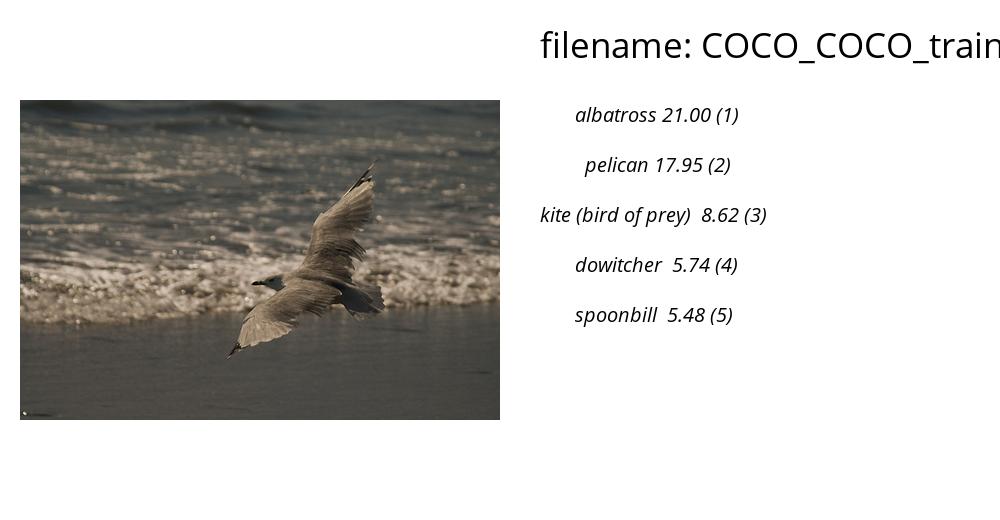 filename: COCO_COCO_train
albatross 21.00 (1)
pelican 17.95 (2)
kite (bird of prey) 8.62 (3)
dowitcher 5.74 (4)
spoonbill 5.48 (5)